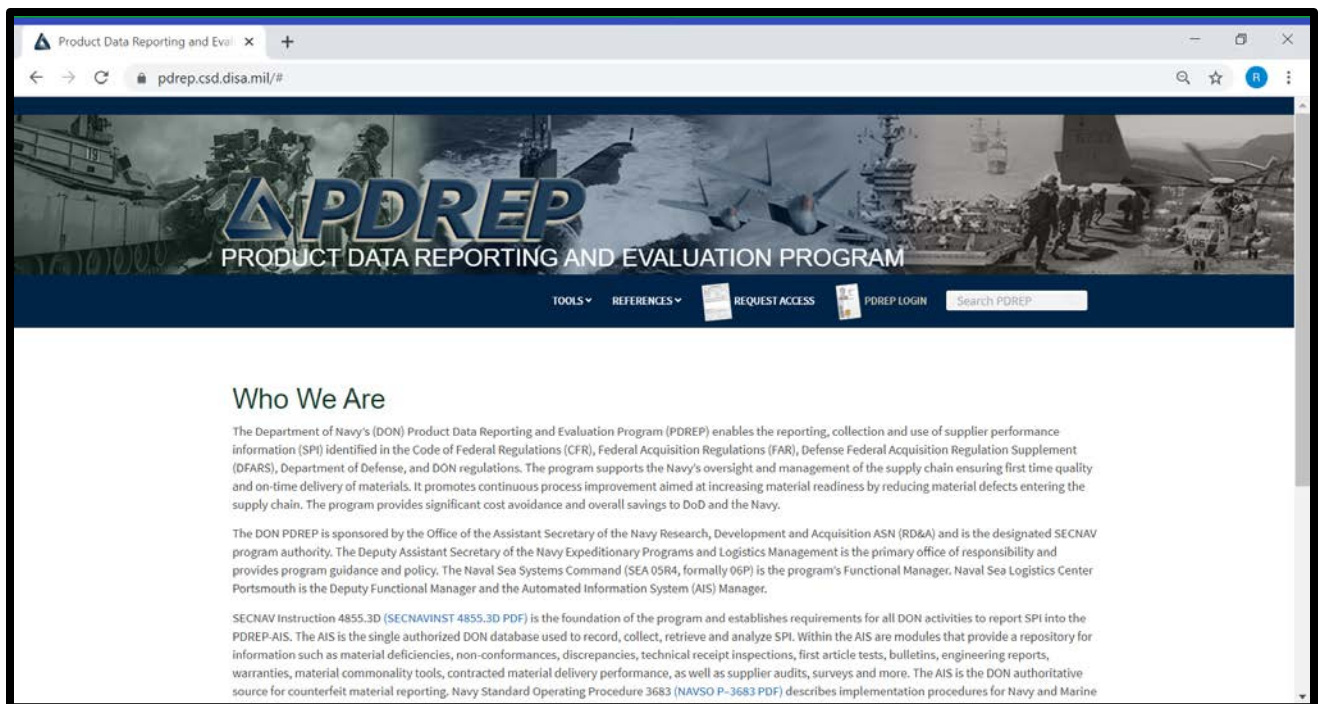 Product Data Reporting and Eval
pdrep.csd.disa.mil/#
R
PDREP
PRODUCT DATA REPORTING AND EVALUATION PROGRAM
TOOLS REFERENCES REQUEST ACCESS PDREP LOGIN Search PDREP
Who We Are
The Department of Navy's (DON) Product Data Reporting and Evaluation Program (PDREP) enables the reporting, collection and use of supplier performance
information (SPI) identified in the Code of Federal Regulations (CFR), Federal Acquisition Regulations (FAR), Defense Federal Acquisition Regulation Supplement
(DFARS), Department of Defense, and DON regulations. The program supports the Navy's oversight and management of the supply chain ensuring first time quality
and on-time delivery of materials. It promotes continuous process improvement aimed at increasing material readiness by reducing material defects entering the
supply chain. The program provides significant cost avoidance and overall savings to DoD and the Navy.
The DON PDREP is sponsored by the Office of the Assistant Secretary of the Navy Research, Development and Acquisition ASN (RD&A) and is the designated SECNAV
program authority. The Deputy Assistant Secretary of the Navy Expeditionary Programs and Logistics Management is the primary office of responsibility and
provides program guidance and policy. The Naval Sea Systems Command (SEA 05R4, formally 06P) is the program's Functional Manager. Naval Sea Logistics Center
Portsmouth is the Deputy Functional Manager and the Automated Information System (AIS) Manager.
SECNAV Instruction 4855.3D (SECNAVINST 4855.3D PDF) is the foundation of the program and establishes requirements for all DON activities to report SPI into the
PDREP-AIS. The AIS is the single authorized DON database used to record, collect, retrieve and analyze SPI. Within the AIS are modules that provide a repository for
information such as material deficiencies, non-conformances, discrepancies, technical receipt inspections, first article tests, bulletins, engineering reports,
warranties, material commonality tools, contracted material delivery performance, as well as supplier audits, surveys and more. The AIS is the DON authoritative
source for counterfeit material reporting. Navy Standard Operating Procedure 3683 (NAVSO P-3683 PDF) describes implementation procedures for Navy and Marine